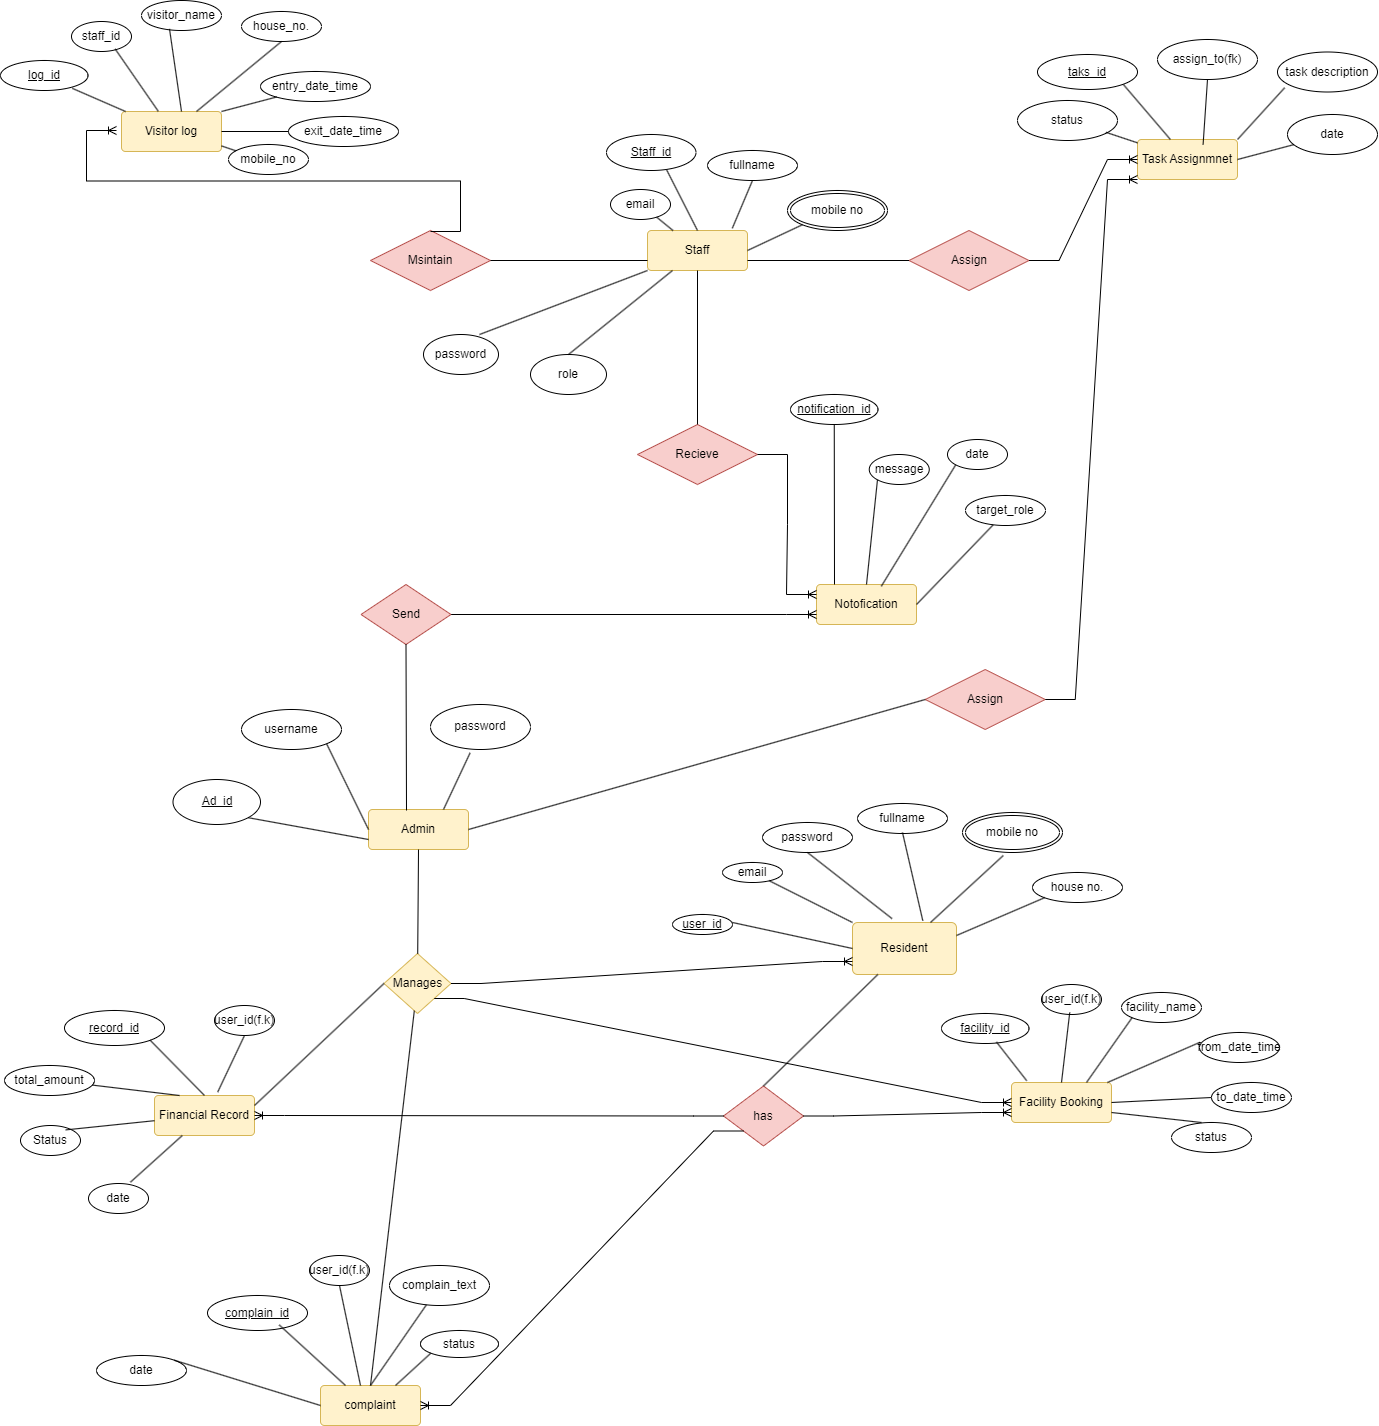 visitor_name
house_no.
staff_id
log_id
entry_date_time
Visitor log
exit_date_time
mobile_no
assign_to(fk)
taks_id
task description
status
date
Task Assignmnet
Staff_id
fullname
email
mobile no
Staff
Msintain
Assign
password
role
notification_id
Recieve
message
date
target_role
Notofication
Send
Assign
username
password
Ad_id
Admin
fullname
password
mobile no
email
house no.
user_id
Resident
Manages
user_id(f.k)
record_id
user_id(f.k)
facility_name
facility_id
from_date_time
total_amount
Financial Record
has
Facility Booking
to_date_time
Status
status
date
user_id(f.k)
complain_text
complain_id
status
date
complaint